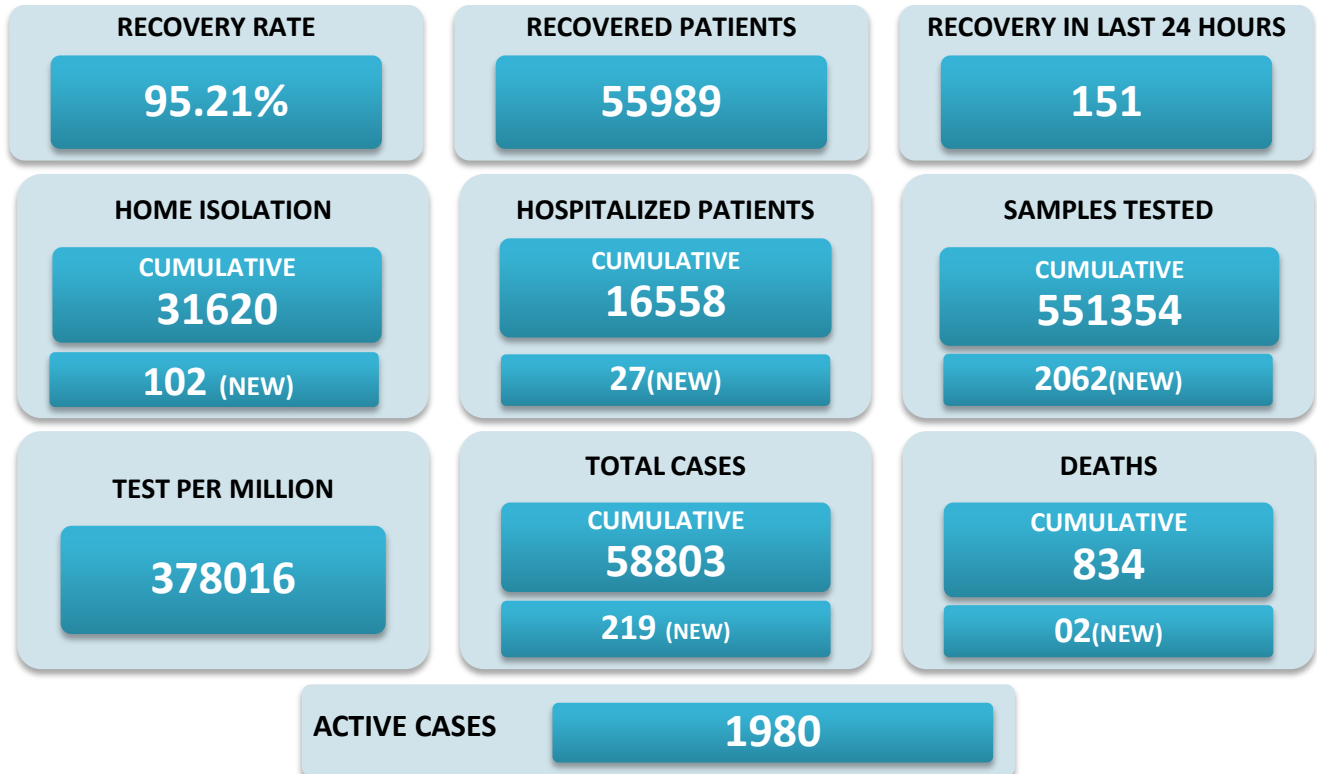 RECOVERY RATE
95.21%
RECOVERED PATIENTS
55989
RECOVERY IN LAST 24 HOURS
151
HOME ISOLATION
CUMULATIVE
31620
102 (NEW)
HOSPITALIZED PATIENTS
CUMULATIVE
16558
27(NEW)
SAMPLES TESTED
CUMULATIVE
551354
2062(NEW)
TEST PER MILLION
378016
TOTAL CASES
CUMULATIVE
58803
219 (NEW)
DEATHS
CUMULATIVE
834
02(NEW)
ACTIVE CASES
1980